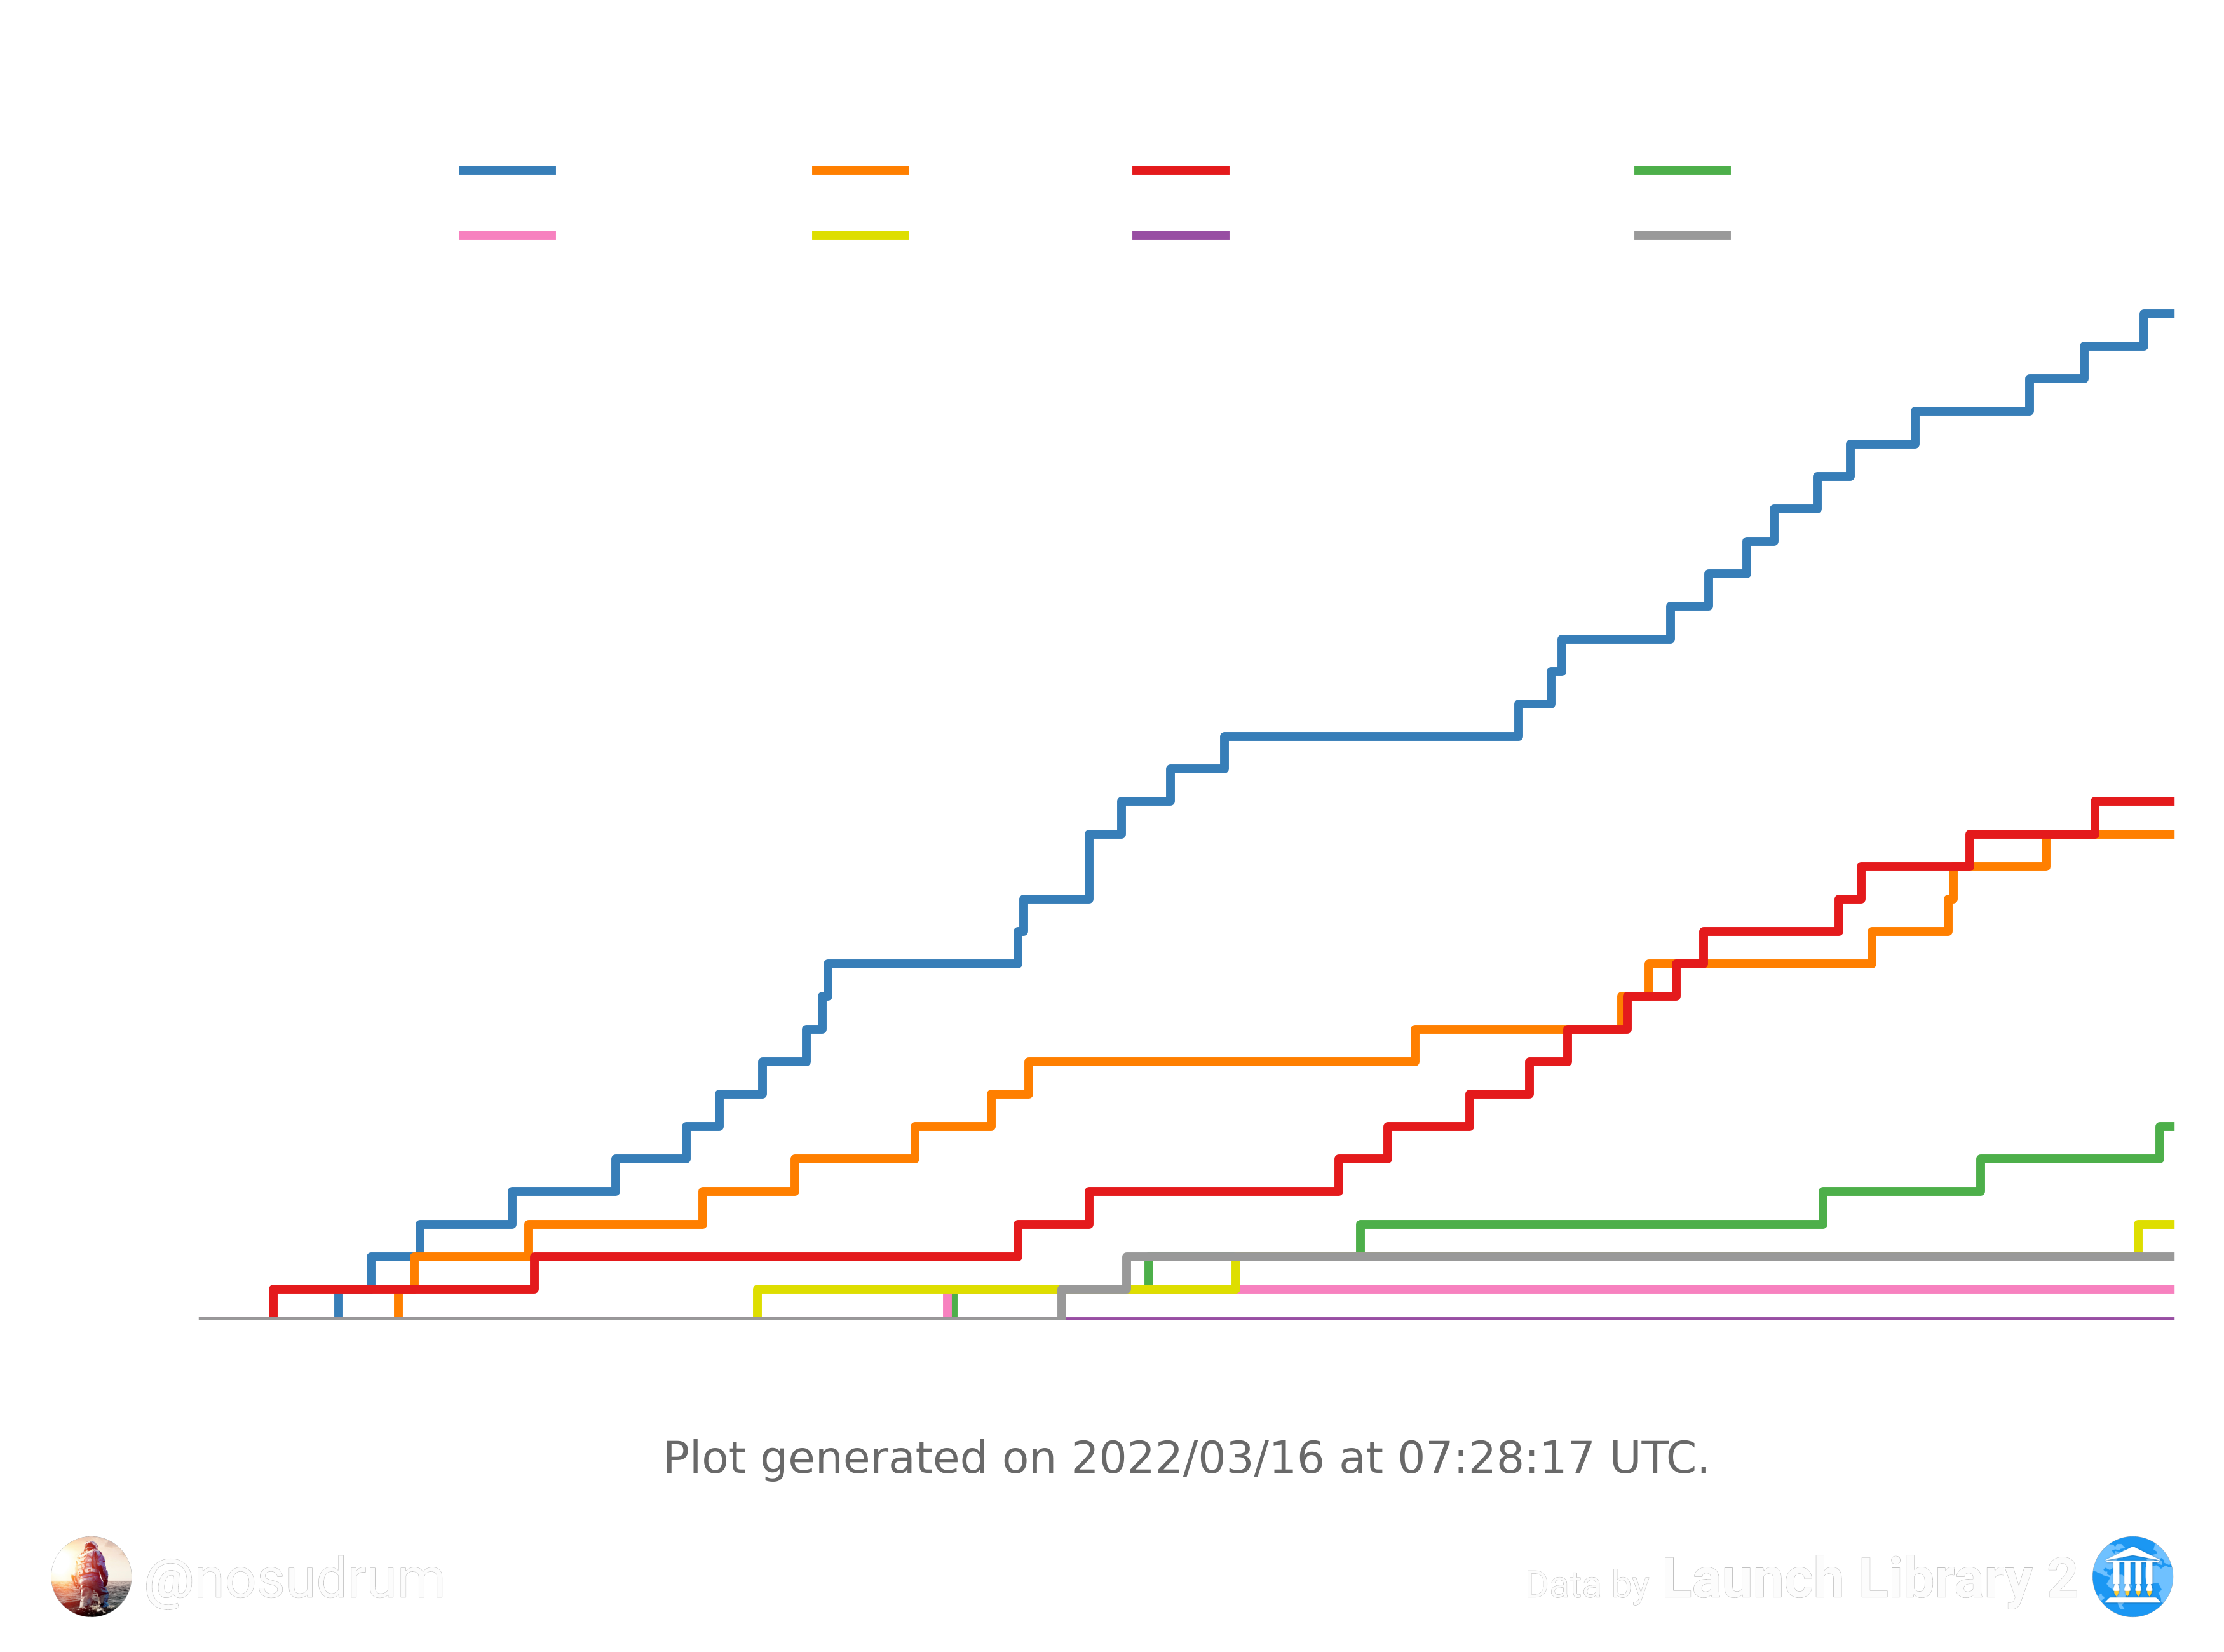 Plot generated on 2022/03/16 at 07:28:17 UTC.
@nosudrum
Data by Launch Library 2